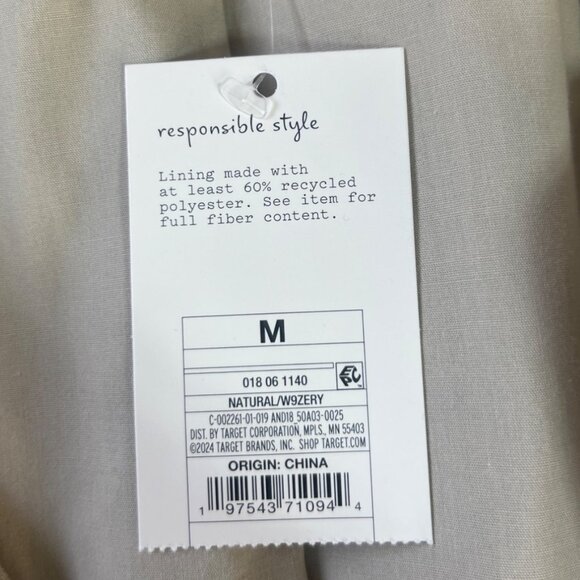 responsible style
Lining made with
at least 60% recycled
polyester. See item for
full fiber content.
M
018 06 1140
EPC
NATURAL/W9ZERY
C-002261-01-019 AND18_50A03-0025
DIST. BY TARGET CORPORATION, MPLS., MN 55403
©2024 TARGET BRANDS, INC. SHOP TARGET.COM
ORIGIN: CHINA
1 97543 71094 4